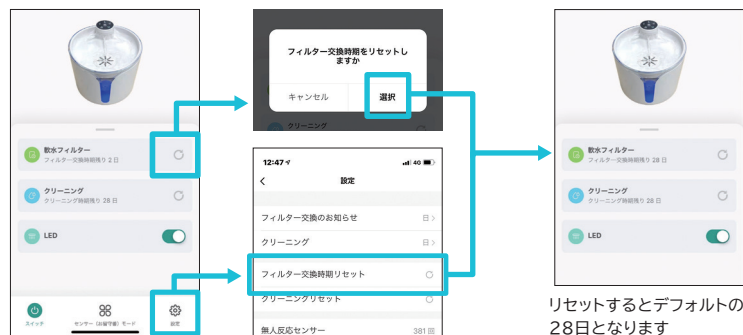 軟水フィルター
フィルター交換時期残り 2 日
クリーニング
クリーニング時期残り 28 日
LED
スイッチ
センサー（お留守番）モード
設定
フィルター交換時期をリセットし
ますか
キャンセル
選択
クリーニング
12:47
4G
設定
フィルター交換のお知らせ
日 >
クリーニング
日 >
フィルター交換時期リセット
クリーニングリセット
無人反応センサー
381 回
軟水フィルター
フィルター交換時期残り 28 日
クリーニング
クリーニング時期残り 28 日
LED
リセットするとデフォルトの
28日となります